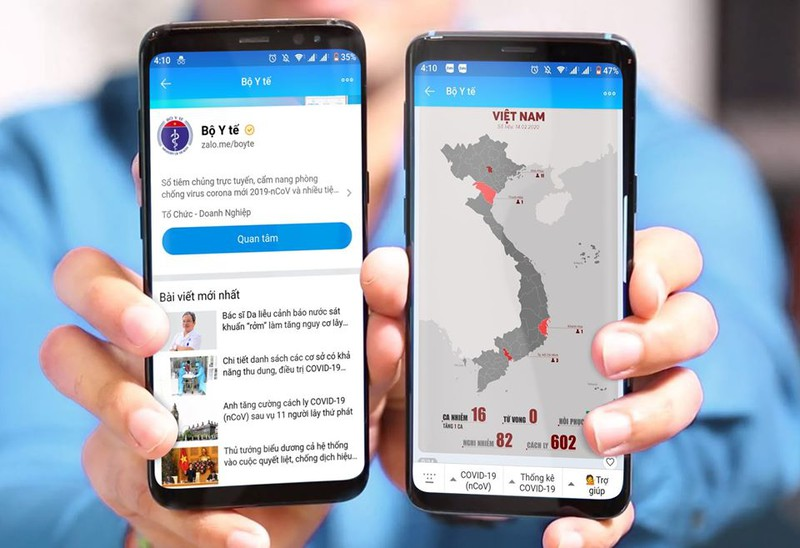 4:10
35%
Bộ Y tế
BỘ Y TẾ
Bộ Y tế
zalo.me/boyte
Sổ tiêm chủng trực tuyến, cẩm nang phòng
chống virus corona mới 2019-nCoV và nhiều tiệ...
Tổ Chức - Doanh Nghiệp
Quan tâm
Bài viết mới nhất
Bác sĩ Da liễu cảnh báo nước sát
khuẩn “rởm” làm tăng nguy cơ lây...
Chi tiết danh sách các cơ sở có khả
năng thu dung, điều trị COVID-19...
Anh tăng cường cách ly COVID-19
(nCoV) sau vụ 11 người lây thứ phát
Thủ tướng biểu dương cả hệ thống
vào cuộc quyết liệt, chống dịch hiệu...
4:10
47%
Bộ Y tế
VIỆT NAM
14.02.2020
CA NHIỄM 16
TĂNG 1 CA
TỬ VONG 0
HỒI PHỤC
NGHI NHIỄM 82
CÁCH LY 602
COVID-19
(nCoV)
Thống kê
COVID-19
Trợ
giúp